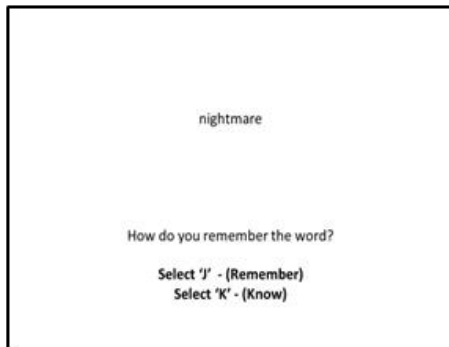 nightmare
How do you remember the word?
Select ‘J’ - (Remember)
Select ‘K’ - (Know)